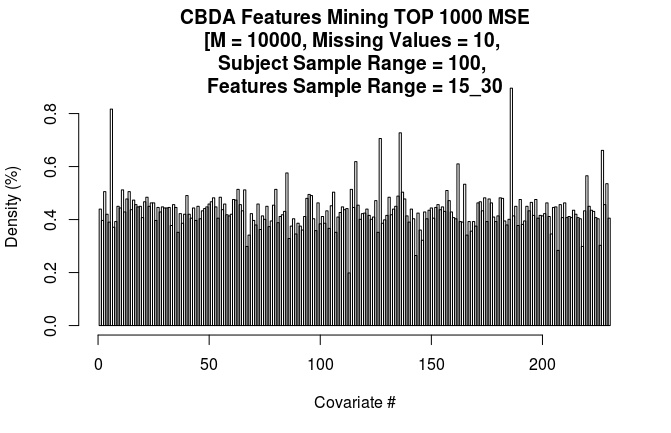 CBDA Features Mining TOP 1000 MSE
[M = 10000, Missing Values = 10,
Subject Sample Range = 100,
Features Sample Range = 15_30
Density (%)
0.8
0.6
0.4
0.2
0.0
0 50 100 150 200
Covariate #